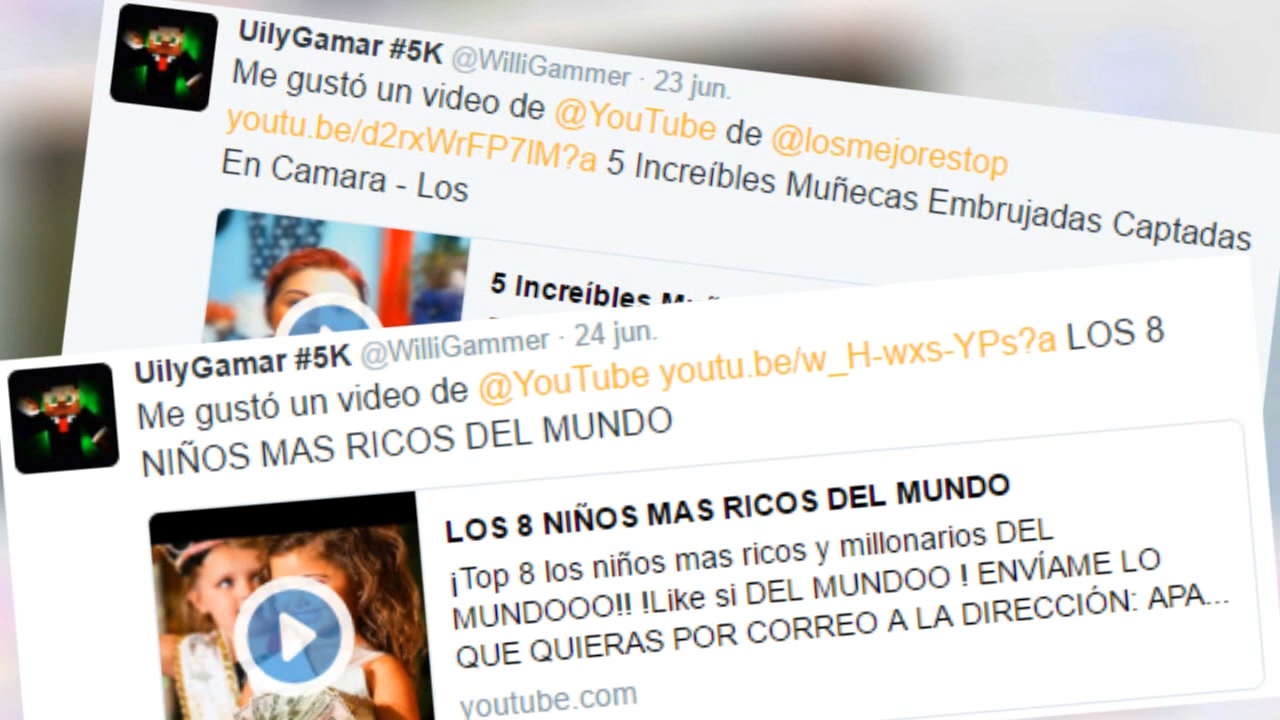 UilyGamar #5K @WilliGammer · 23 jun.
Me gustó un video de @YouTube de @losmejorestop
youtu.be/d2rxWrFP7lM?a 5 Increíbles Muñecas Embrujadas Captadas
En Camara - Los
5 Increíbles
UilyGamar #5K @WilliGammer · 24 jun.
Me gustó un video de @YouTube youtu.be/w_H-wxs-YPs?a LOS 8
NIÑOS MAS RICOS DEL MUNDO
LOS 8 NIÑOS MAS RICOS DEL MUNDO
¡Top 8 los niños mas ricos y millonarios DEL
MUNDOOO!! !Like si DEL MUNDOO ! ENVÍAME LO
QUE QUIERAS POR CORREO A LA DIRECCIÓN: APA...
youtube.com